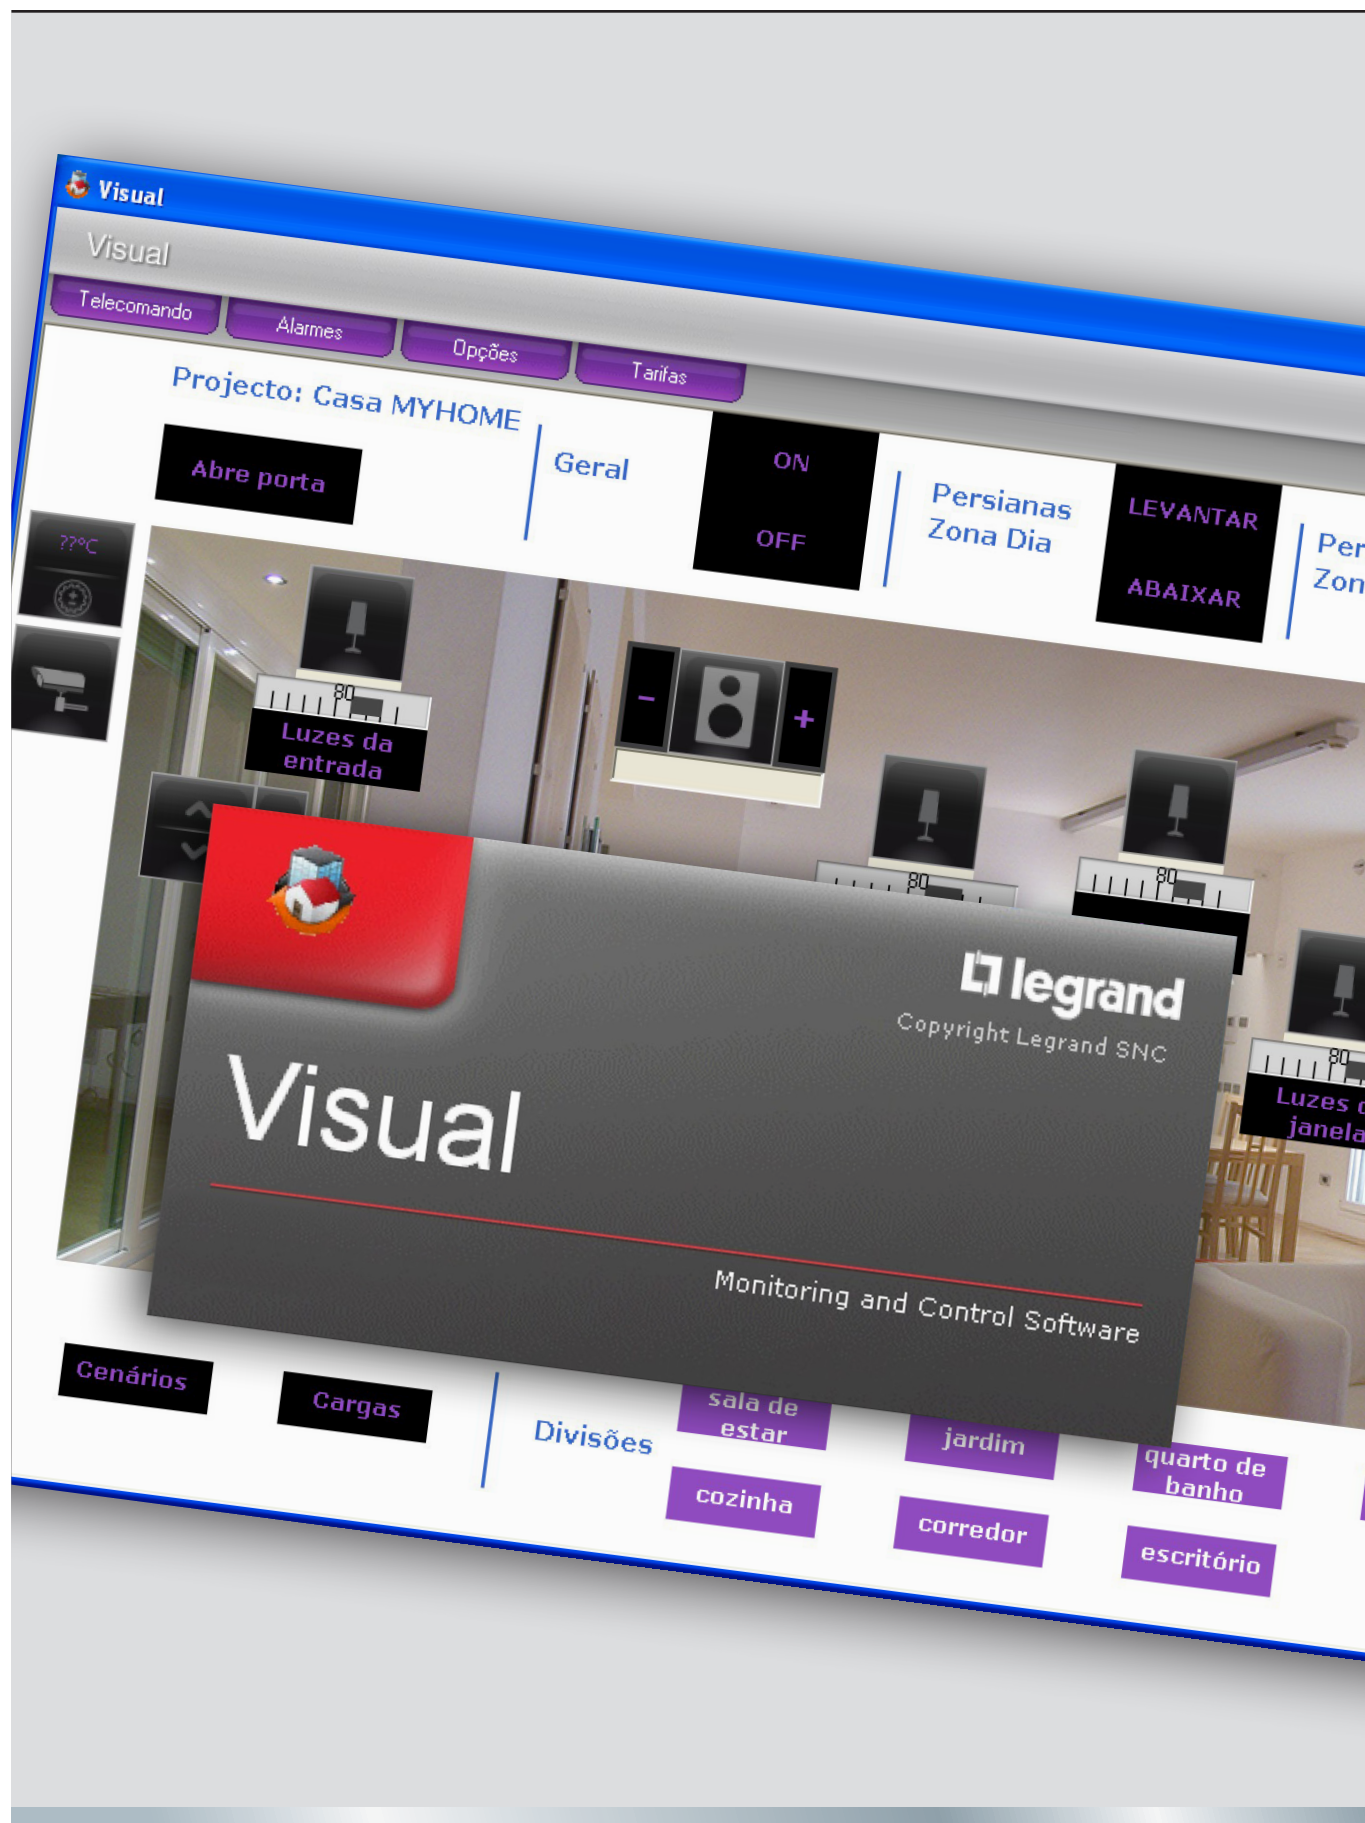 Visual
Visual
Telecomando
Alarmes
Opções
Tarifas
Projecto: Casa MYHOME
Abre porta
Geral
ON
OFF
Persianas
Zona Dia
LEVANTAR
ABAIXAR
??°C
80
Luzes da
entrada
-
+
80
80
80
Luzes
legrand
Copyright Legrand SNC
Visual
Monitoring and Control Software
Cenários
Cargas
Divisões
sala de
estar
jardim
quarto de
banho
cozinha
corredor
escritório